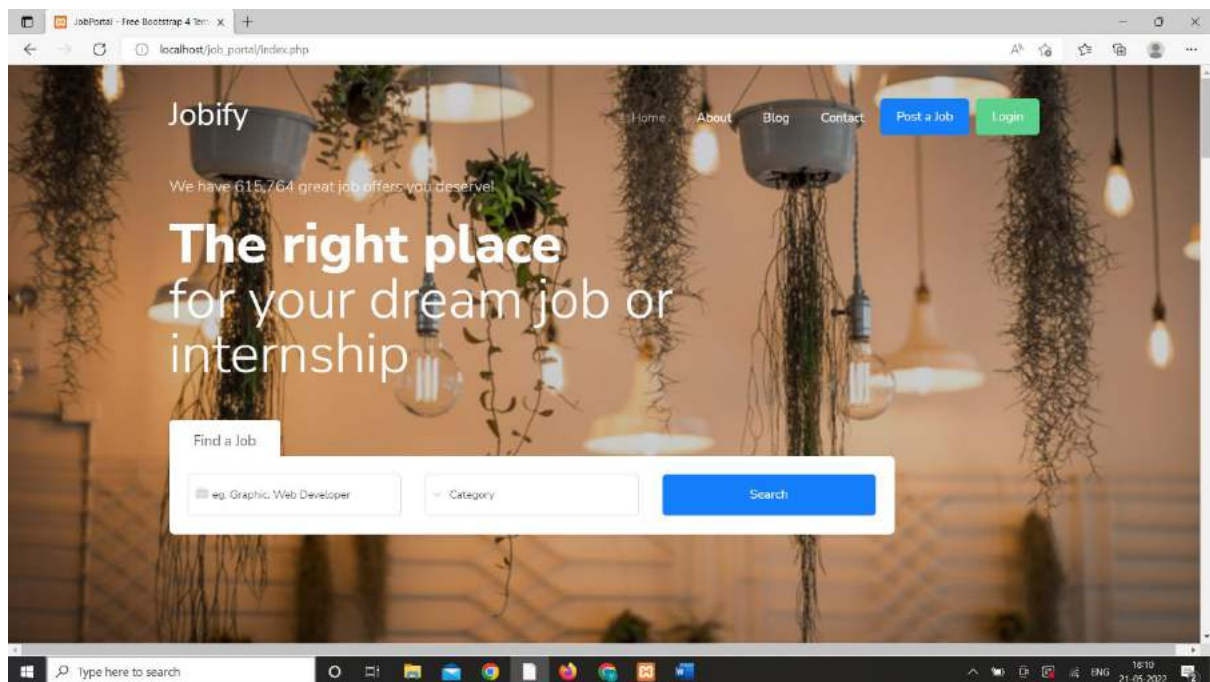 JobPortal - Free Bootstrap 4 Tem
localhost/job_portal/index.php
Jobify
Home About Blog Contact Post a Job Login
We have 615,764 great job offers you deserve!
The right place
for your dream job or
internship
Find a Job
eg. Graphic. Web Developer
Category
Search
Type here to search
ENG
18:10
21-05-2022